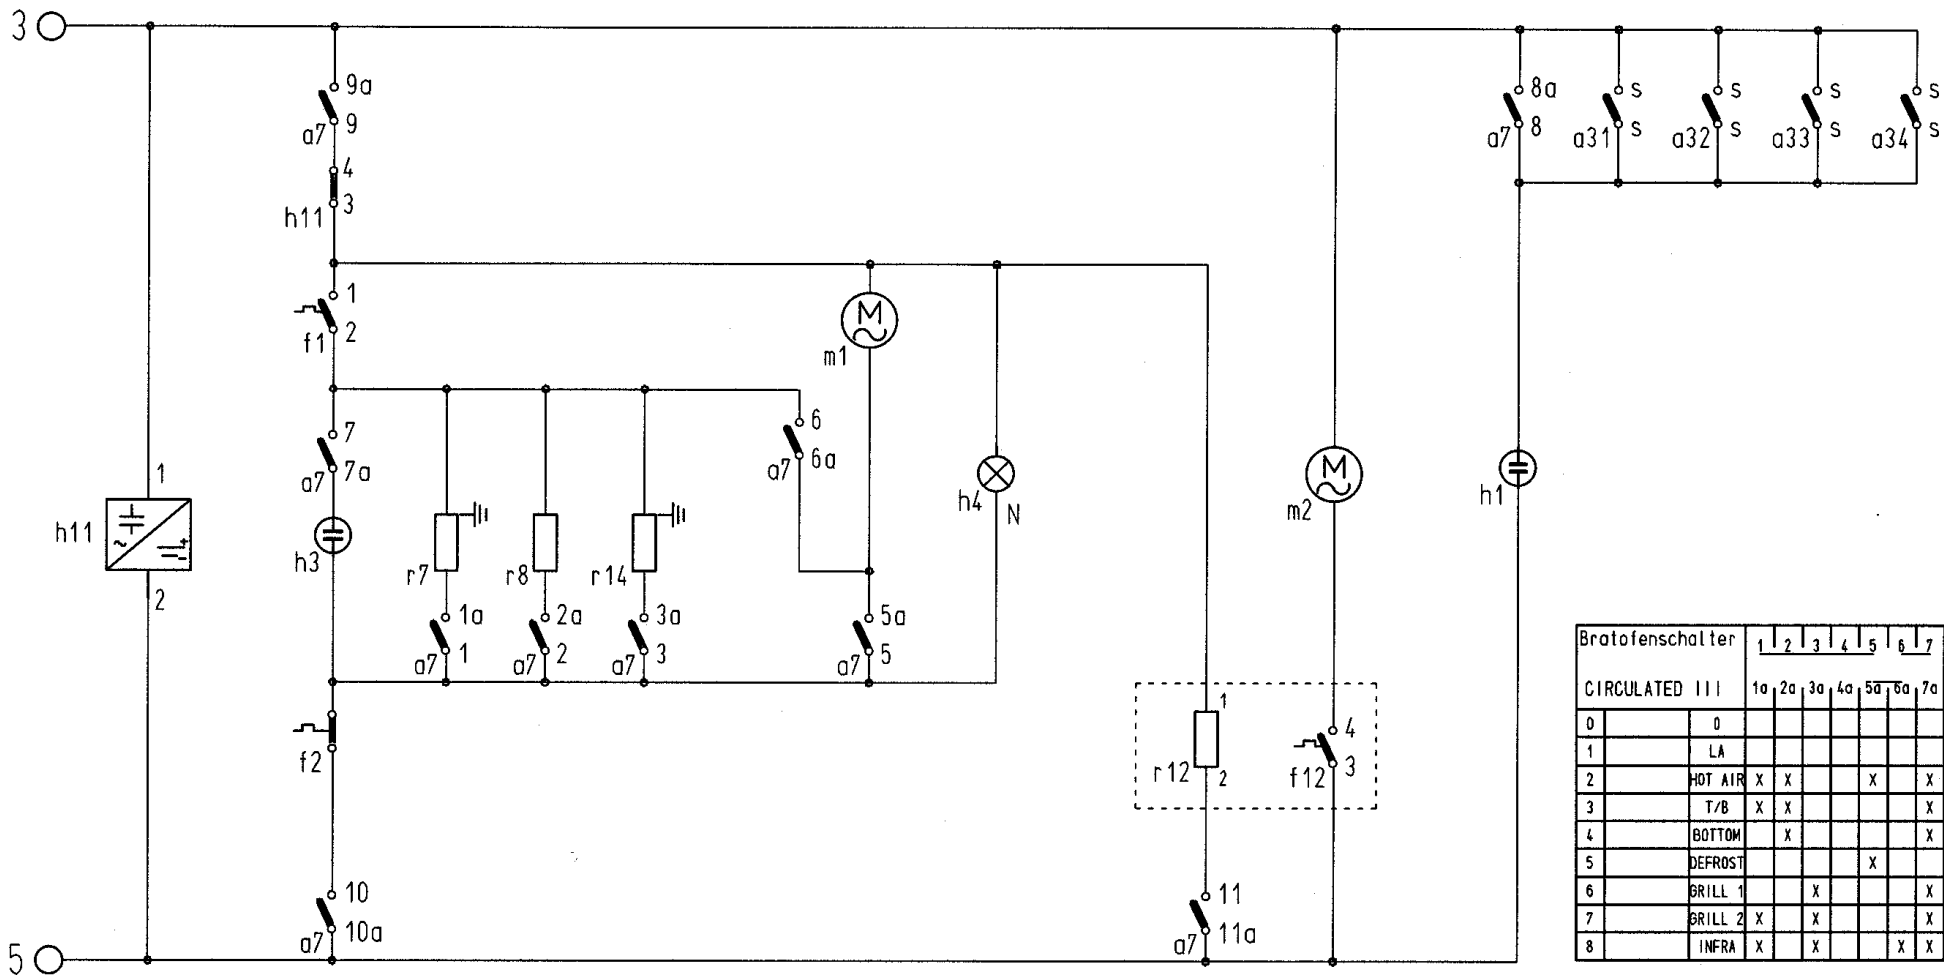 3
9a
9
a7
4
3
h11
1
2
f1
7
7a
a7
h3
1
h11
2
r7
1a
a7 1
r8
2a
a7 2
r14
3a
a7 3
6
a7 6a
M
m1
5a
a7 5
h4 N
f2
10
a7 10a
5
1
r12 2
11
a7 11a
M
m2
4
f12 3
8a
a7 8
s
s
a31
s
s
a32
s
s
a33
s
s
a34
h1
Bratofenschalter 1 2 3 4 5 6 7
CIRCULATED III 1a 2a 3a 4a 5a 6a 7a
0 0
1 LA
2 HOT AIR X X X X
3 T/B X X X
4 BOTTOM X X
5 DEFROST X
6 GRILL 1 X X
7 GRILL 2 X X X
8 INFRA X X X X